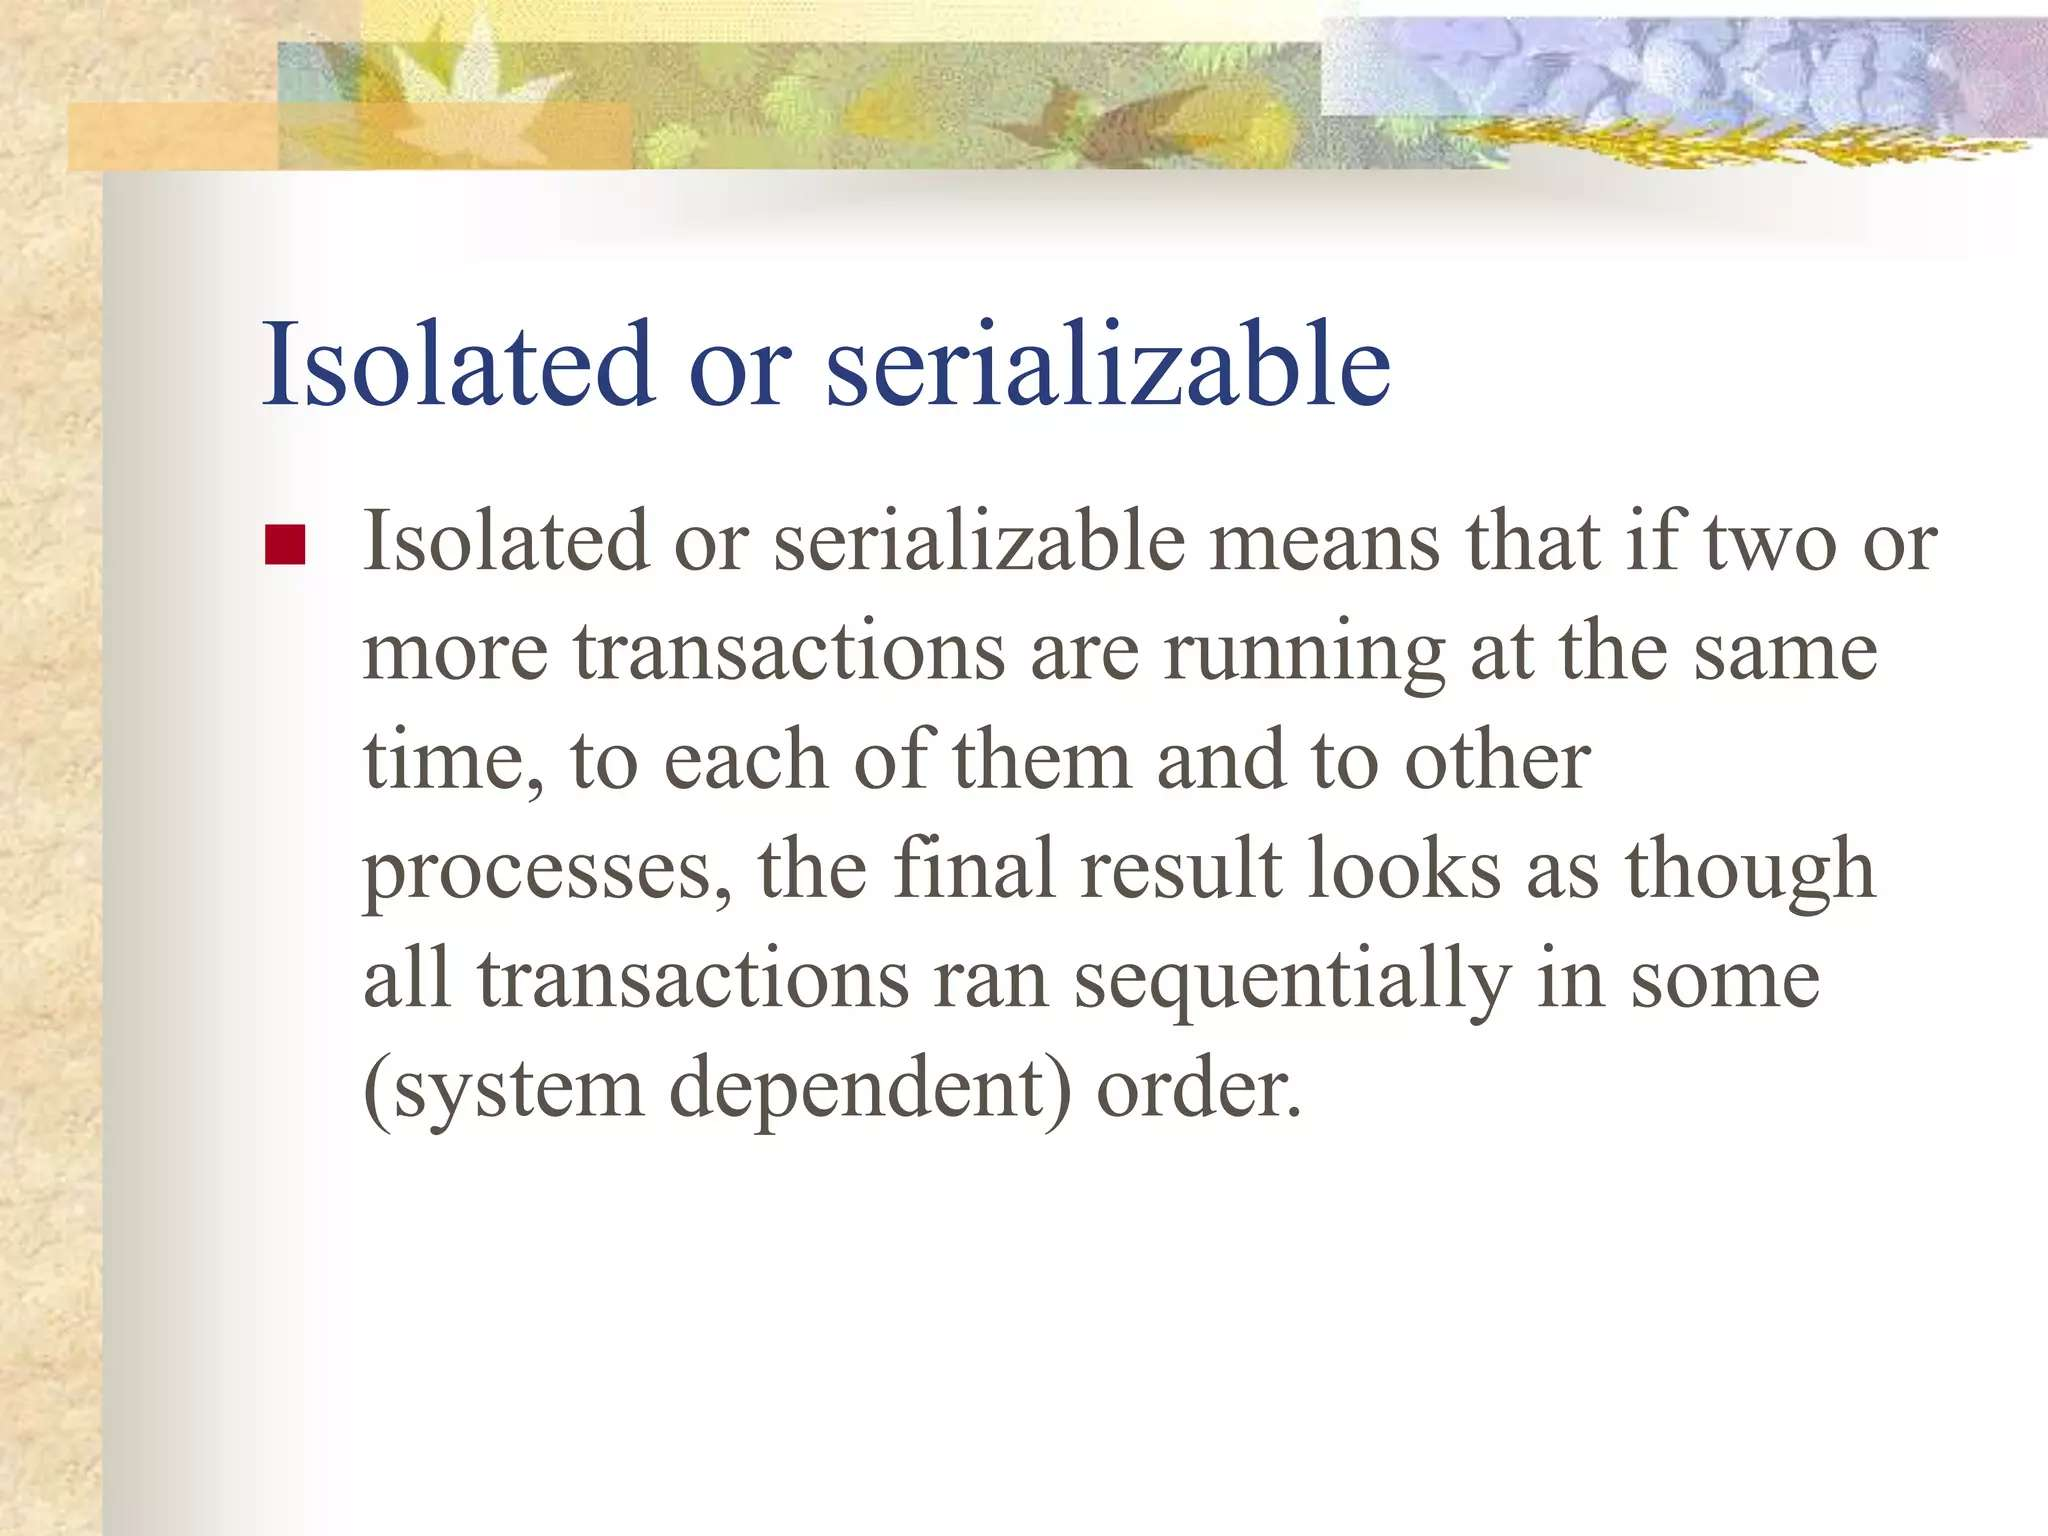 Isolated or serializable
Isolated or serializable means that if two or
more transactions are running at the same
time, to each of them and to other
processes, the final result looks as though
all transactions ran sequentially in some
(system dependent) order.